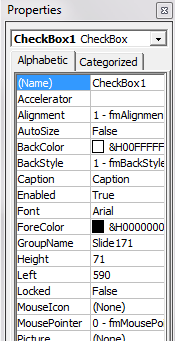 Properties
CheckBox1 CheckBox
Alphabetic Categorized
(Name) CheckBox1
Accelerator
Alignment 1 - fmAlignment
AutoSize False
BackColor &H00FFFFF
BackStyle 1 - fmBackStyle
Caption Caption
Enabled True
Font Arial
ForeColor &H0000000
GroupName Slide171
Height 71
Left 590
Locked False
MouseIcon (None)
MousePointer 0 - fmMousePo
Picture (None)